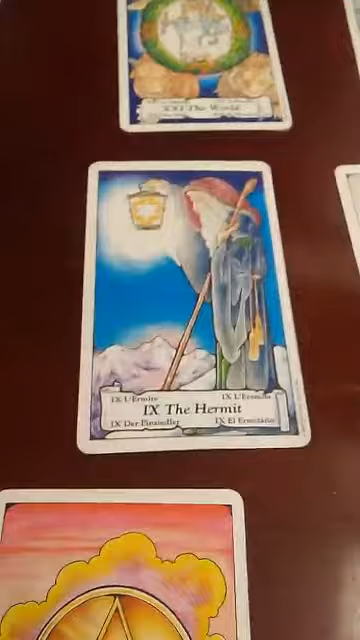 XXI The World
IX L'Ermite IX L'Eremita
IX The Hermit
IX Der Einsiedler IX El Ermitaño